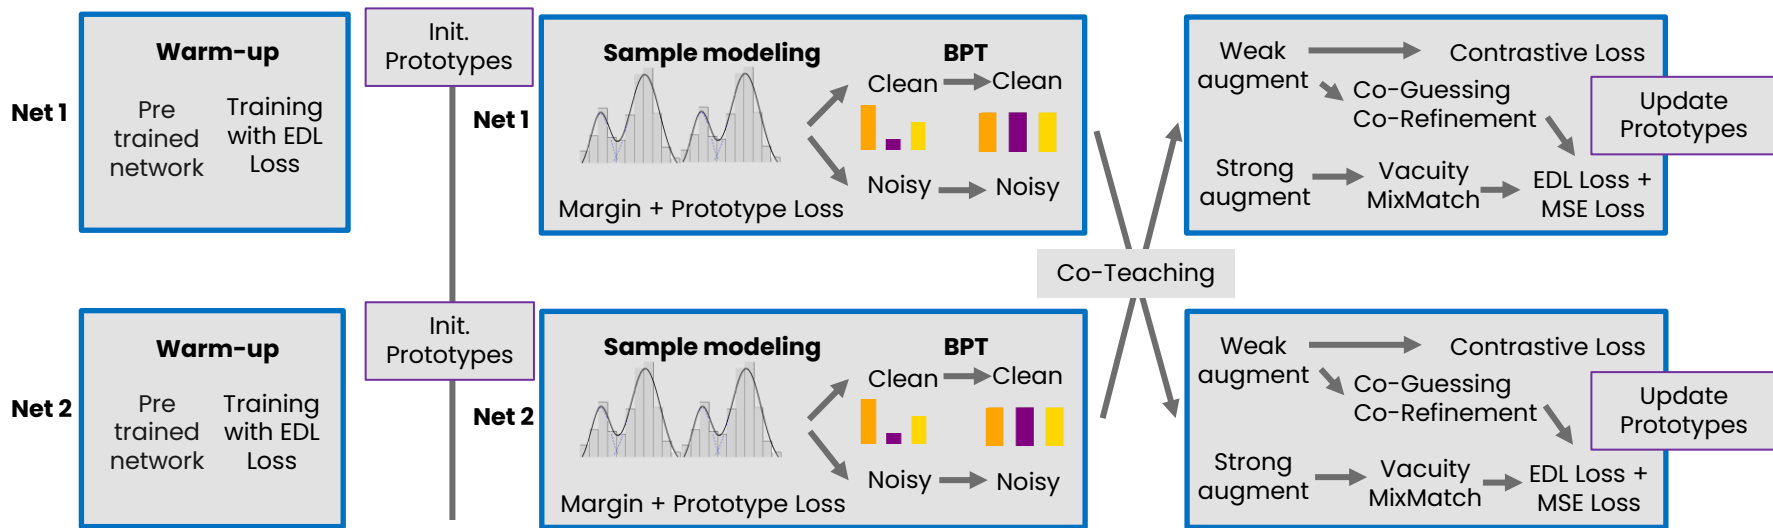 Net 1
Warm-up
Pre
trained
network
Training
with EDL
Loss
Init.
Prototypes
Net 1
Sample modeling
BPT
Clean
Clean
Noisy
Noisy
Margin + Prototype Loss
Co-Teaching
Weak
augment
Contrastive Loss
Co-Guessing
Co-Refinement
Strong
augment
Vacuity
MixMatch
EDL Loss +
MSE Loss
Update
Prototypes
Net 2
Warm-up
Pre
trained
network
Training
with EDL
Loss
Init.
Prototypes
Net 2
Sample modeling
BPT
Clean
Clean
Noisy
Noisy
Margin + Prototype Loss
Weak
augment
Contrastive Loss
Co-Guessing
Co-Refinement
Strong
augment
Vacuity
MixMatch
EDL Loss +
MSE Loss
Update
Prototypes